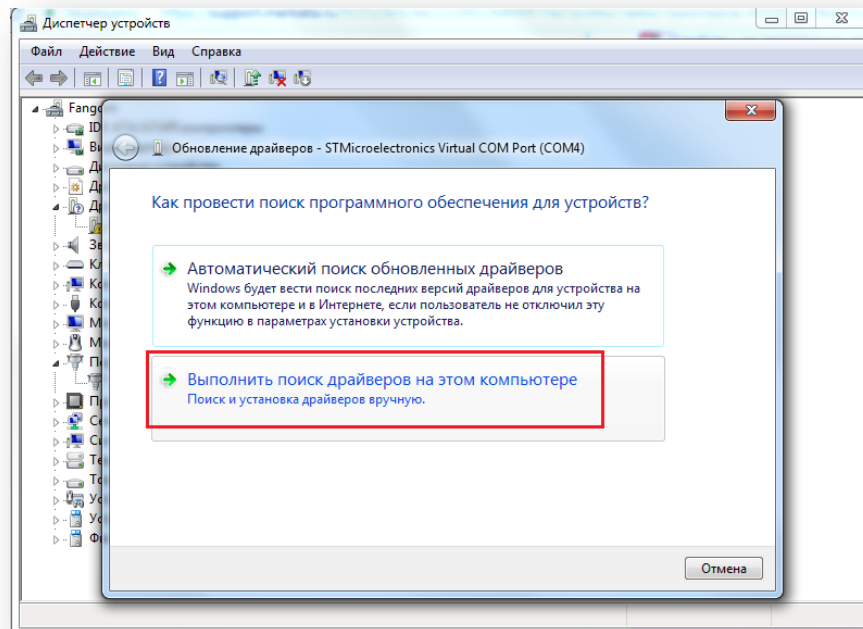 Диспетчер устройств
Файл Действие Вид Справка
Обновление драйверов - STMicroelectronics Virtual COM Port (COM4)
Как провести поиск программного обеспечения для устройств?
Автоматический поиск обновленных драйверов
Windows будет вести поиск последних версий драйверов для устройства на
этом компьютере и в Интернете, если пользователь не отключил эту
функцию в параметрах установки устройства.
Выполнить поиск драйверов на этом компьютере
Поиск и установка драйверов вручную.
Отмена